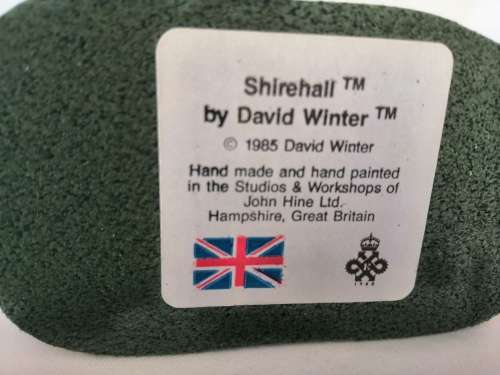 Shirehall ™
by David Winter ™
© 1985 David Winter
Hand made and hand painted
in the Studios & Workshops of
John Hine Ltd.
Hampshire, Great Britain